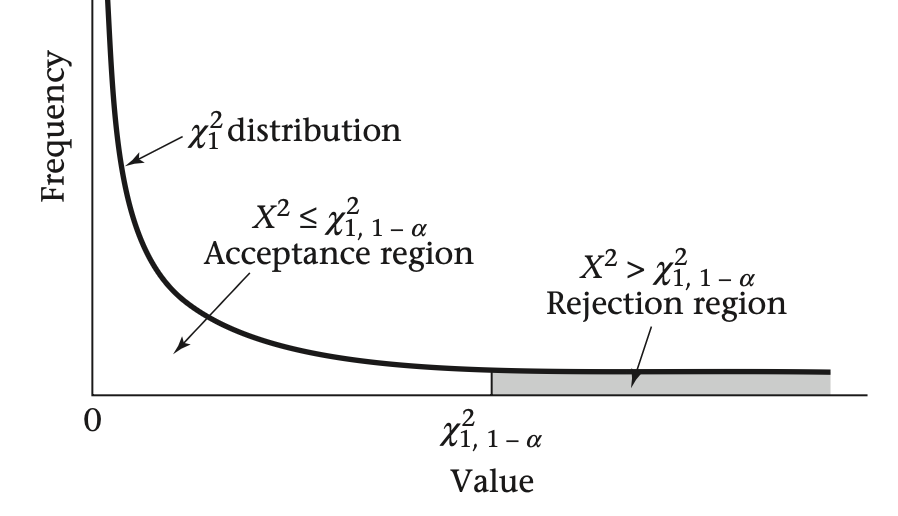 Frequency
χ²₁ distribution
X² ≤ χ²₁, ₁ ₋ α
Acceptance region
X² > χ²₁, ₁ ₋ α
Rejection region
0
χ²₁, ₁ ₋ α
Value